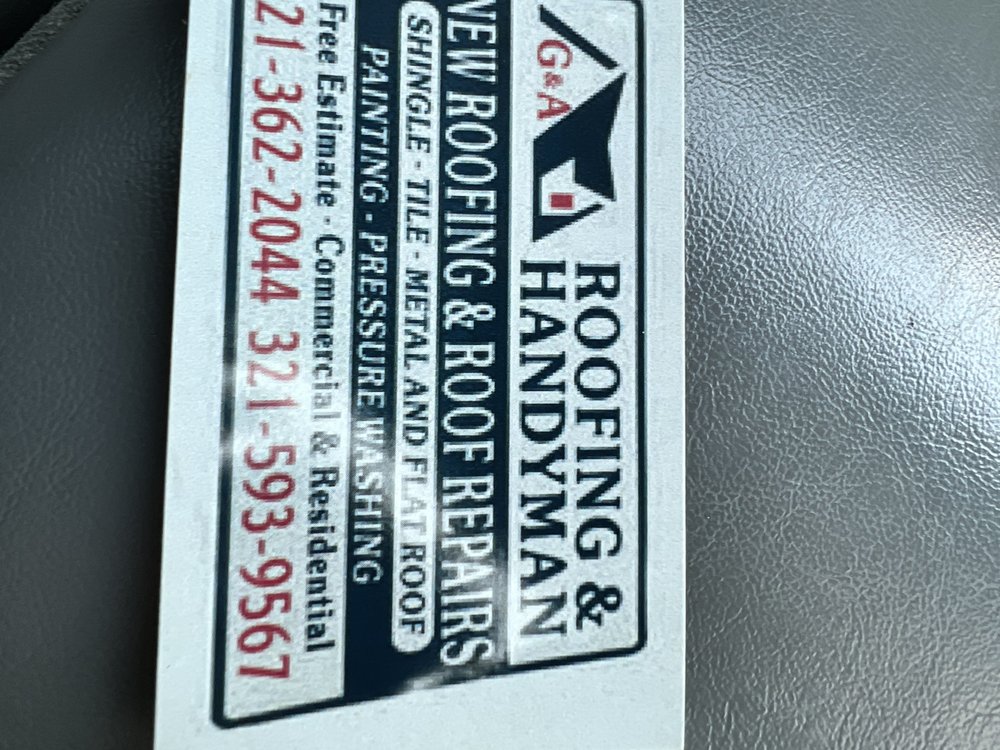 G&A
ROOFING &
HANDYMAN
NEW ROOFING & ROOF REPAIRS
SHINGLE - TILE - METAL AND FLAT ROOF
PAINTING - PRESSURE WASHING
Free Estimate · Commercial & Residential
21-362-2044 321-593-9567